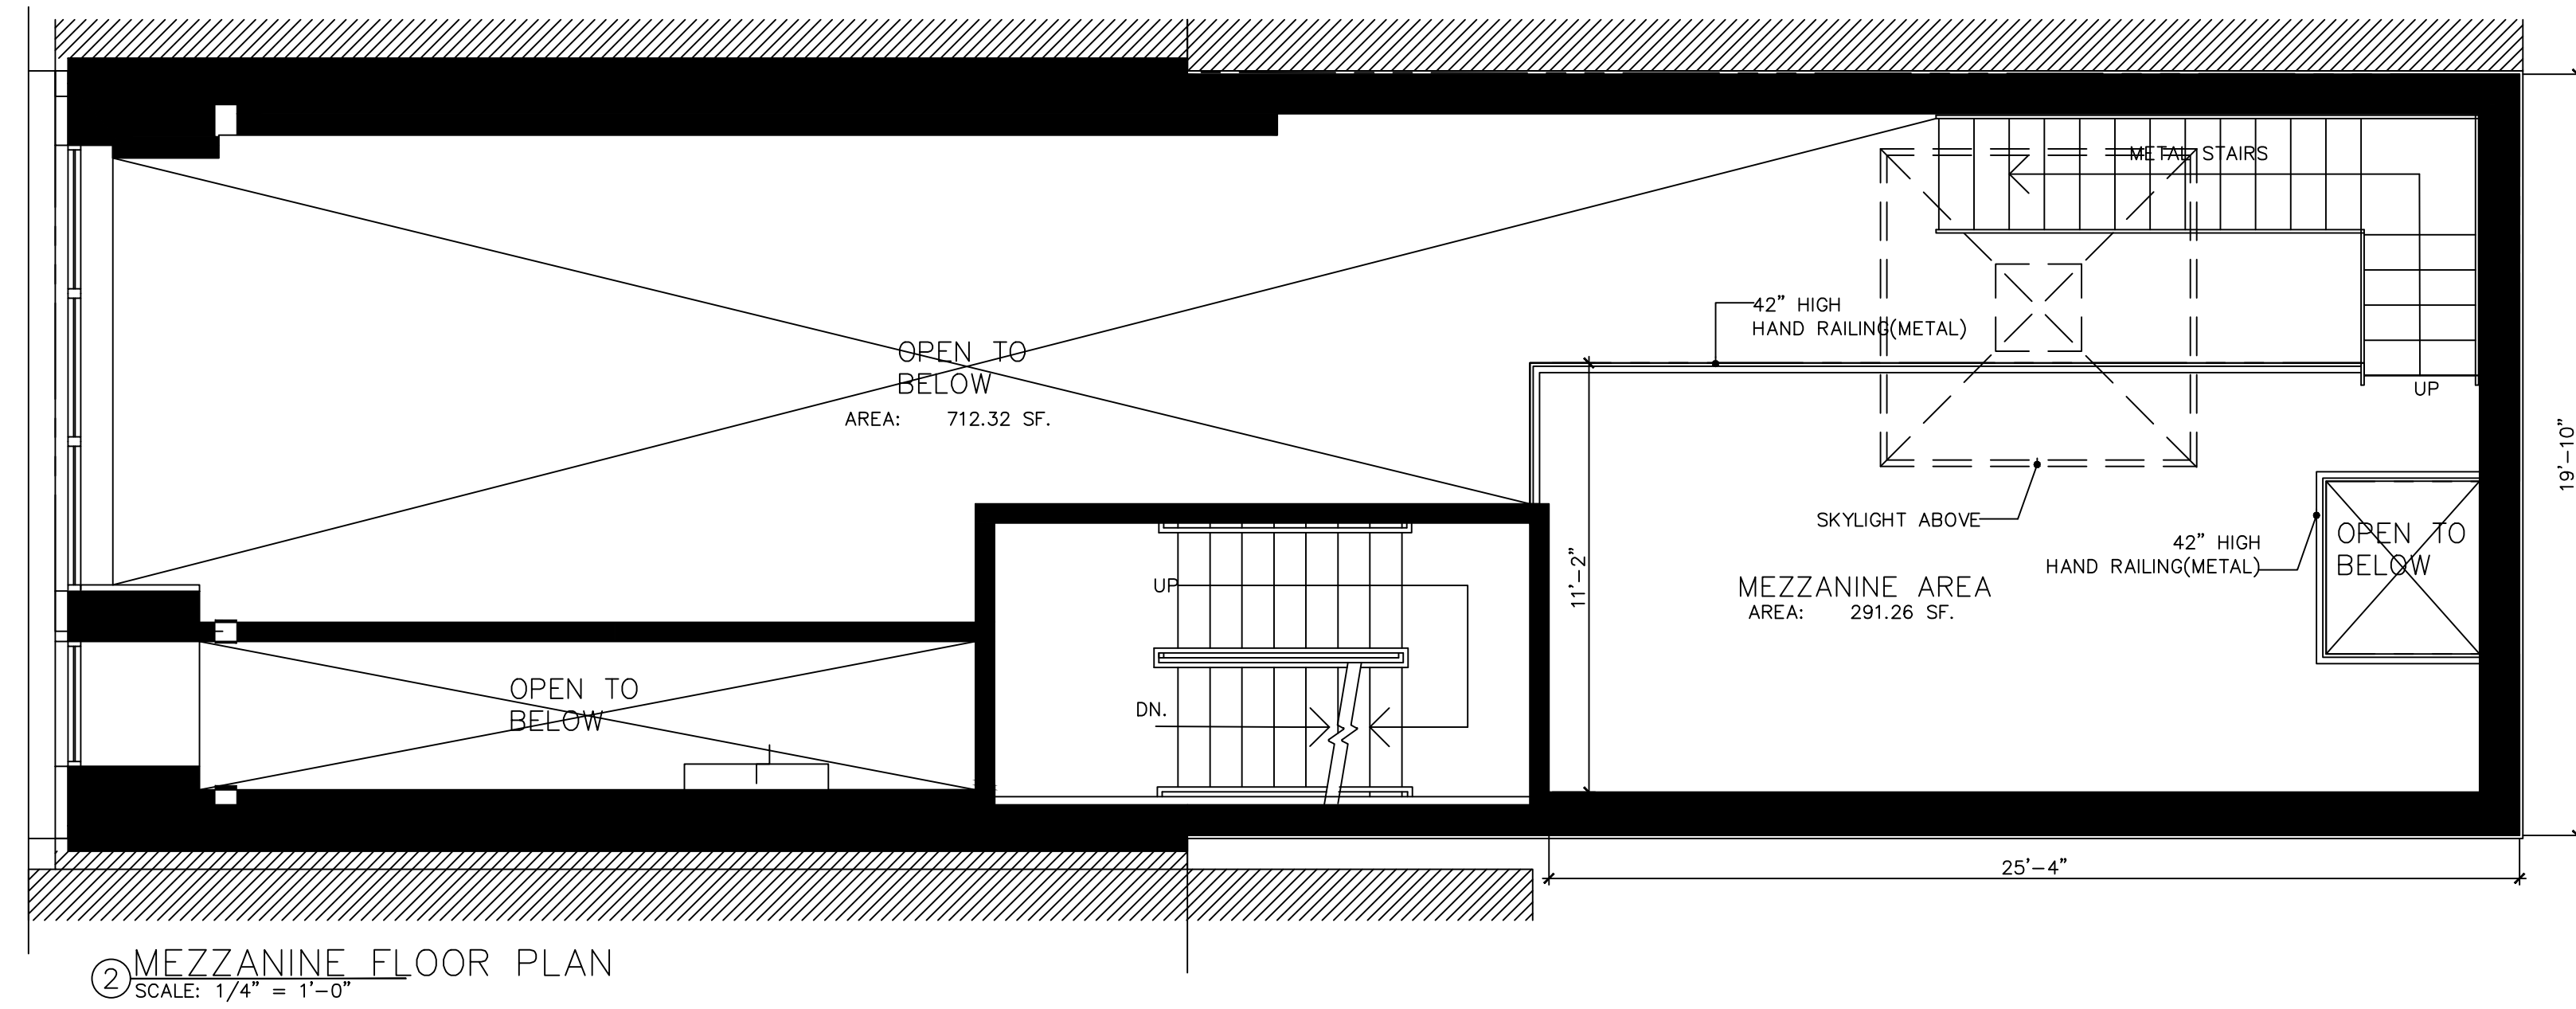 METAL STAIRS
42” HIGH
HAND RAILING(METAL)
OPEN TO
BELOW
AREA: 712.32 SF.
UP
19’-10”
SKYLIGHT ABOVE
42” HIGH
HAND RAILING(METAL)
OPEN TO
BELOW
11’-2”
MEZZANINE AREA
AREA: 291.26 SF.
UP
OPEN TO
BELOW
DN.
25’-4”
2
MEZZANINE FLOOR PLAN
SCALE: 1/4” = 1’-0”